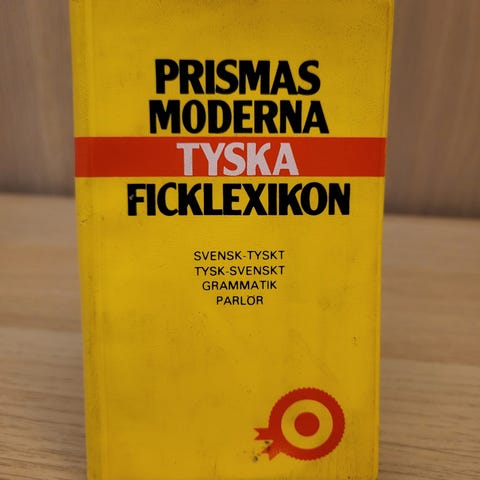 PRISMAS
MODERNA
TYSKA
FICKLEXIKON
SVENSK-TYSKT
TYSK-SVENSKT
GRAMMATIK
PARLÖR